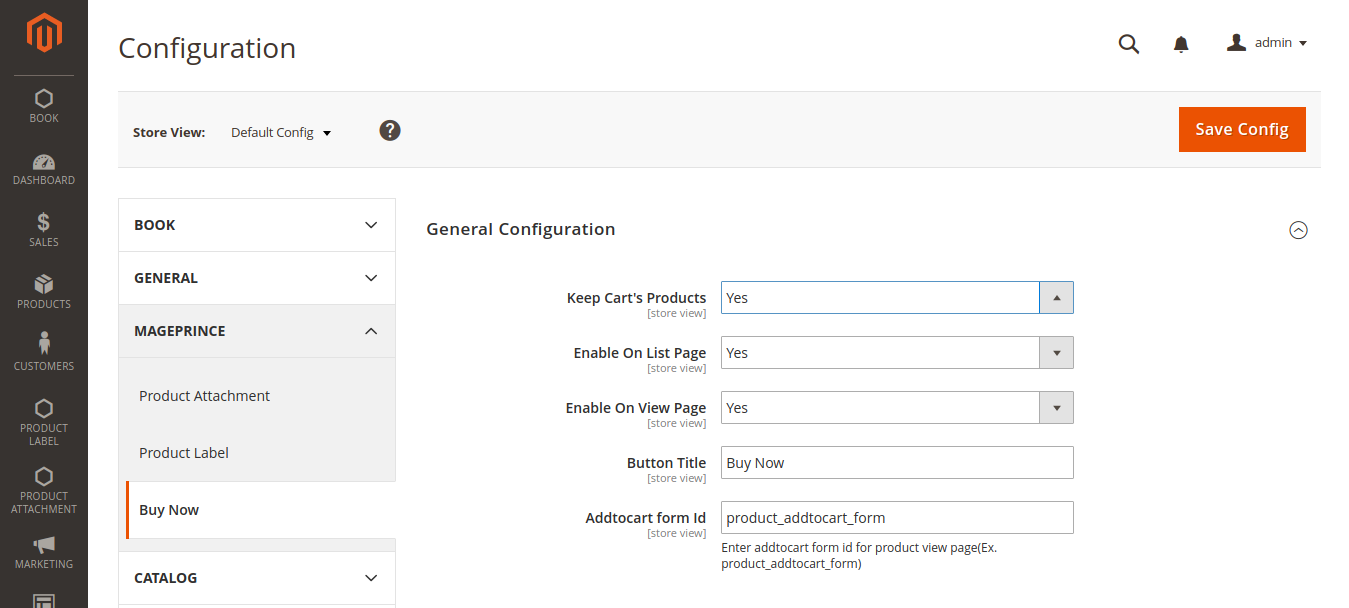 Configuration
admin
BOOK
DASHBOARD
SALES
PRODUCTS
CUSTOMERS
PRODUCT
LABEL
PRODUCT
ATTACHMENT
MARKETING
Store View:
Default Config
?
Save Config
BOOK
GENERAL
MAGEPRINCE
Product Attachment
Product Label
Buy Now
CATALOG
General Configuration
Keep Cart's Products
[store view]
Yes
Enable On List Page
[store view]
Yes
Enable On View Page
[store view]
Yes
Button Title
[store view]
Buy Now
Addtocart form Id
[store view]
product_addtocart_form
Enter addtocart form id for product view page(Ex.
product_addtocart_form)